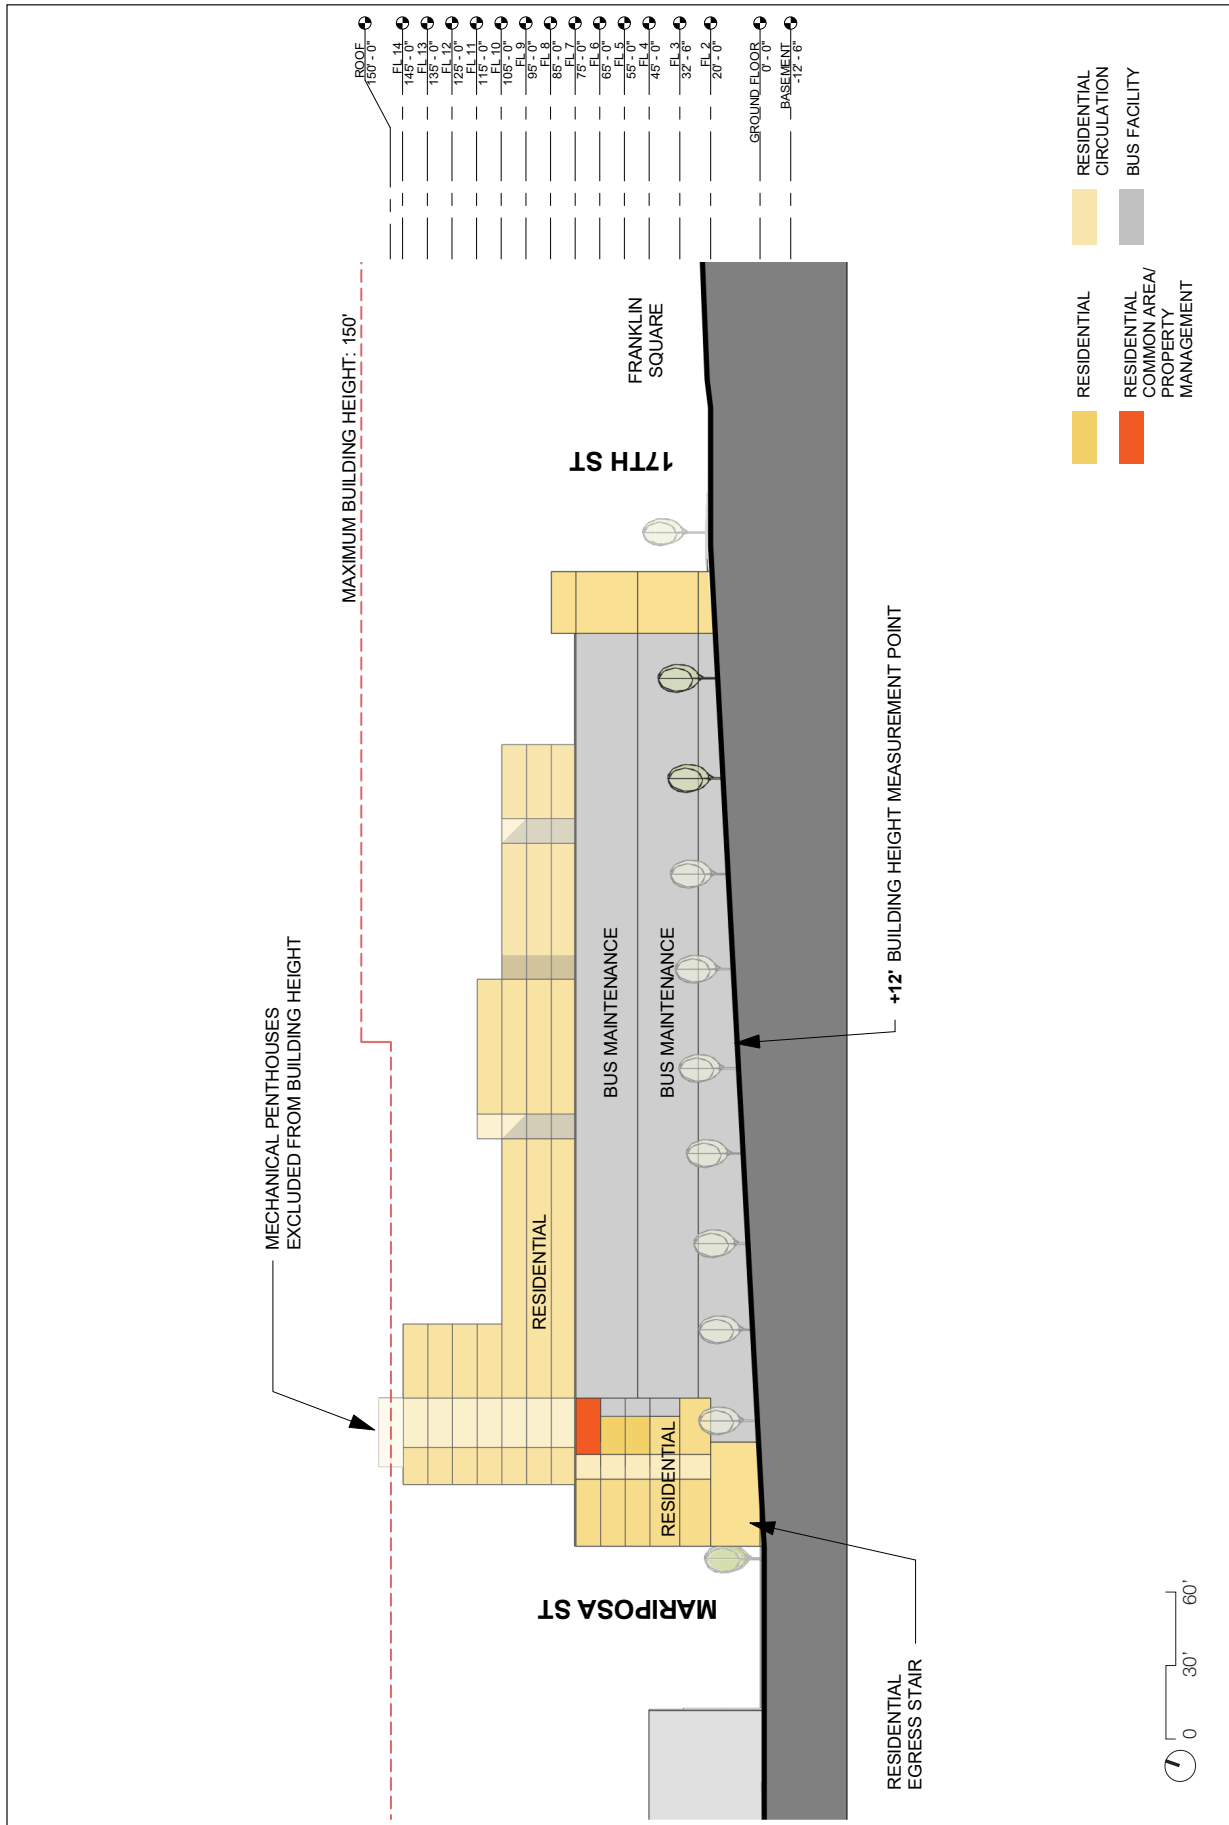 ROOF
150' - 0"
FL 14
145' - 0"
FL 13
135' - 0"
FL 12
125' - 0"
FL 11
115' - 0"
FL 10
105' - 0"
FL 9
95' - 0"
FL 8
85' - 0"
FL 7
75' - 0"
FL 6
65' - 0"
FL 5
55' - 0"
FL 4
45' - 0"
FL 3
32' - 6"
FL 2
20' - 0"
GROUND FLOOR
0' - 0"
BASEMENT
-12' - 6"
MAXIMUM BUILDING HEIGHT: 150'
MECHANICAL PENTHOUSES
EXCLUDED FROM BUILDING HEIGHT
FRANKLIN
SQUARE
17TH ST
MARIPOSA ST
RESIDENTIAL
BUS MAINTENANCE
BUS MAINTENANCE
RESIDENTIAL
+12' BUILDING HEIGHT MEASUREMENT POINT
RESIDENTIAL
EGRESS STAIR
0 30' 60'
RESIDENTIAL
RESIDENTIAL
COMMON AREA/
PROPERTY
MANAGEMENT
RESIDENTIAL
CIRCULATION
BUS FACILITY